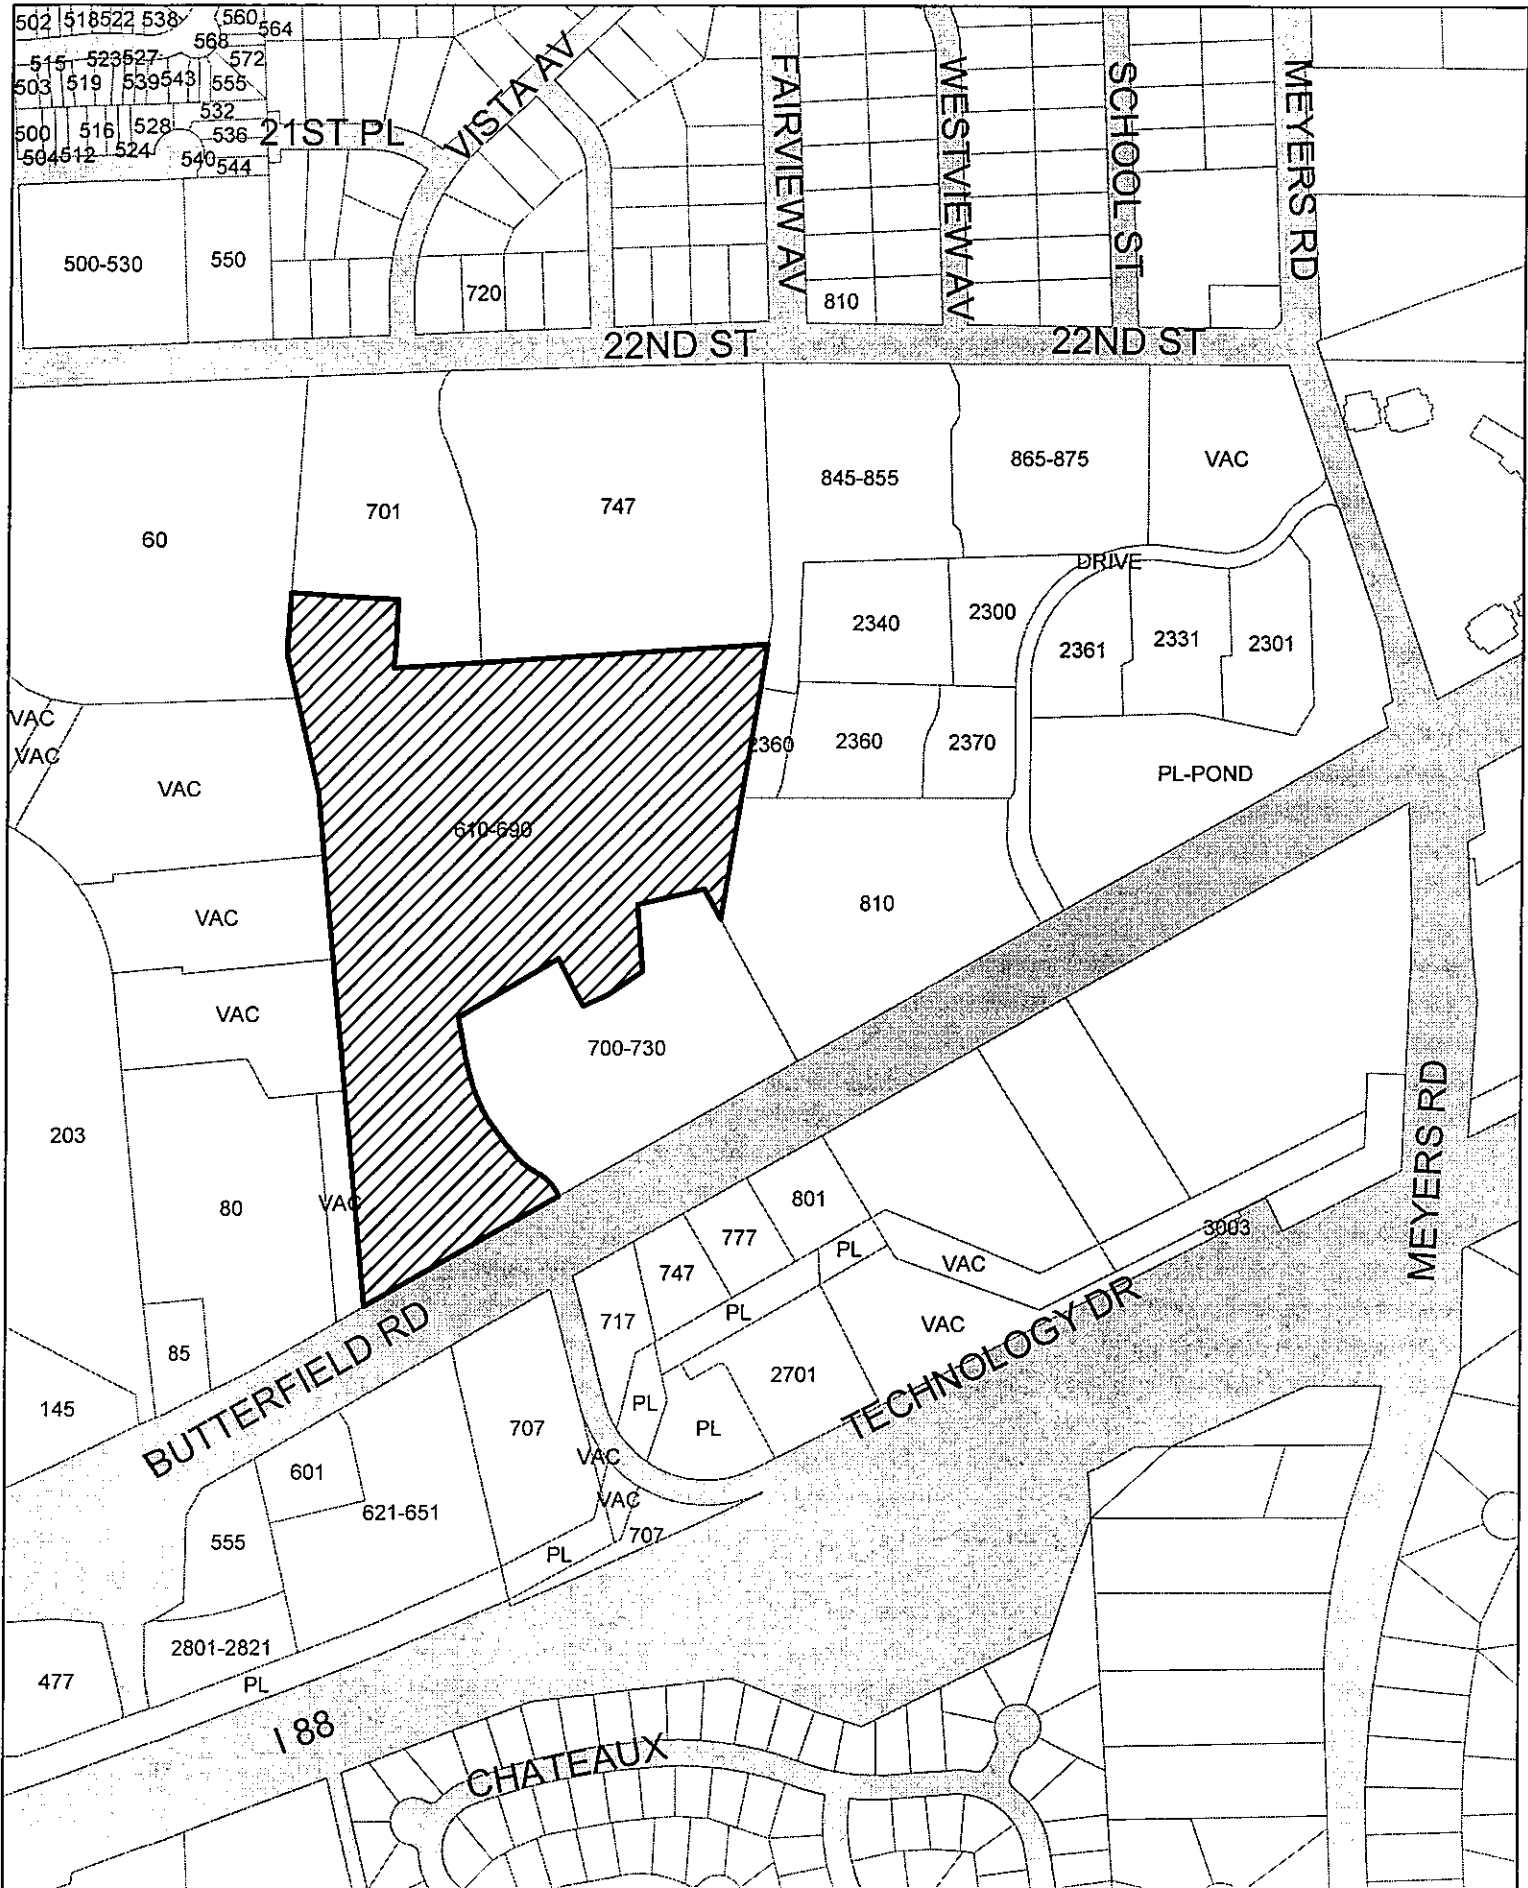 502 518 522 538 560 564
568
515 523 527 572
503 519 539 543 555
532
500 516 528 536
504 512 524 540 544
21ST PL
VISTA AV
FAIRVIEW AV
WESTVIEW AV
SCHOOL ST
MEYERS RD
500-530
550
720
810
22ND ST
22ND ST
60
701
747
845-855
865-875
VAC
DRIVE
2340
2300
2361
2331
2301
VAC
VAC
VAC
2360
2360
2370
PL-POND
610-690
VAC
810
VAC
700-730
203
80
VAC
801
777
PL
VAC
3003
MEYERS RD
747
PL
717
VAC
TECHNOLOGY DR
85
BUTTERFIELD RD
2701
145
PL
PL
707
VAC
601
VAC
621-651
707
555
PL
2801-2821
477
PL
I 88
CHATEAUX